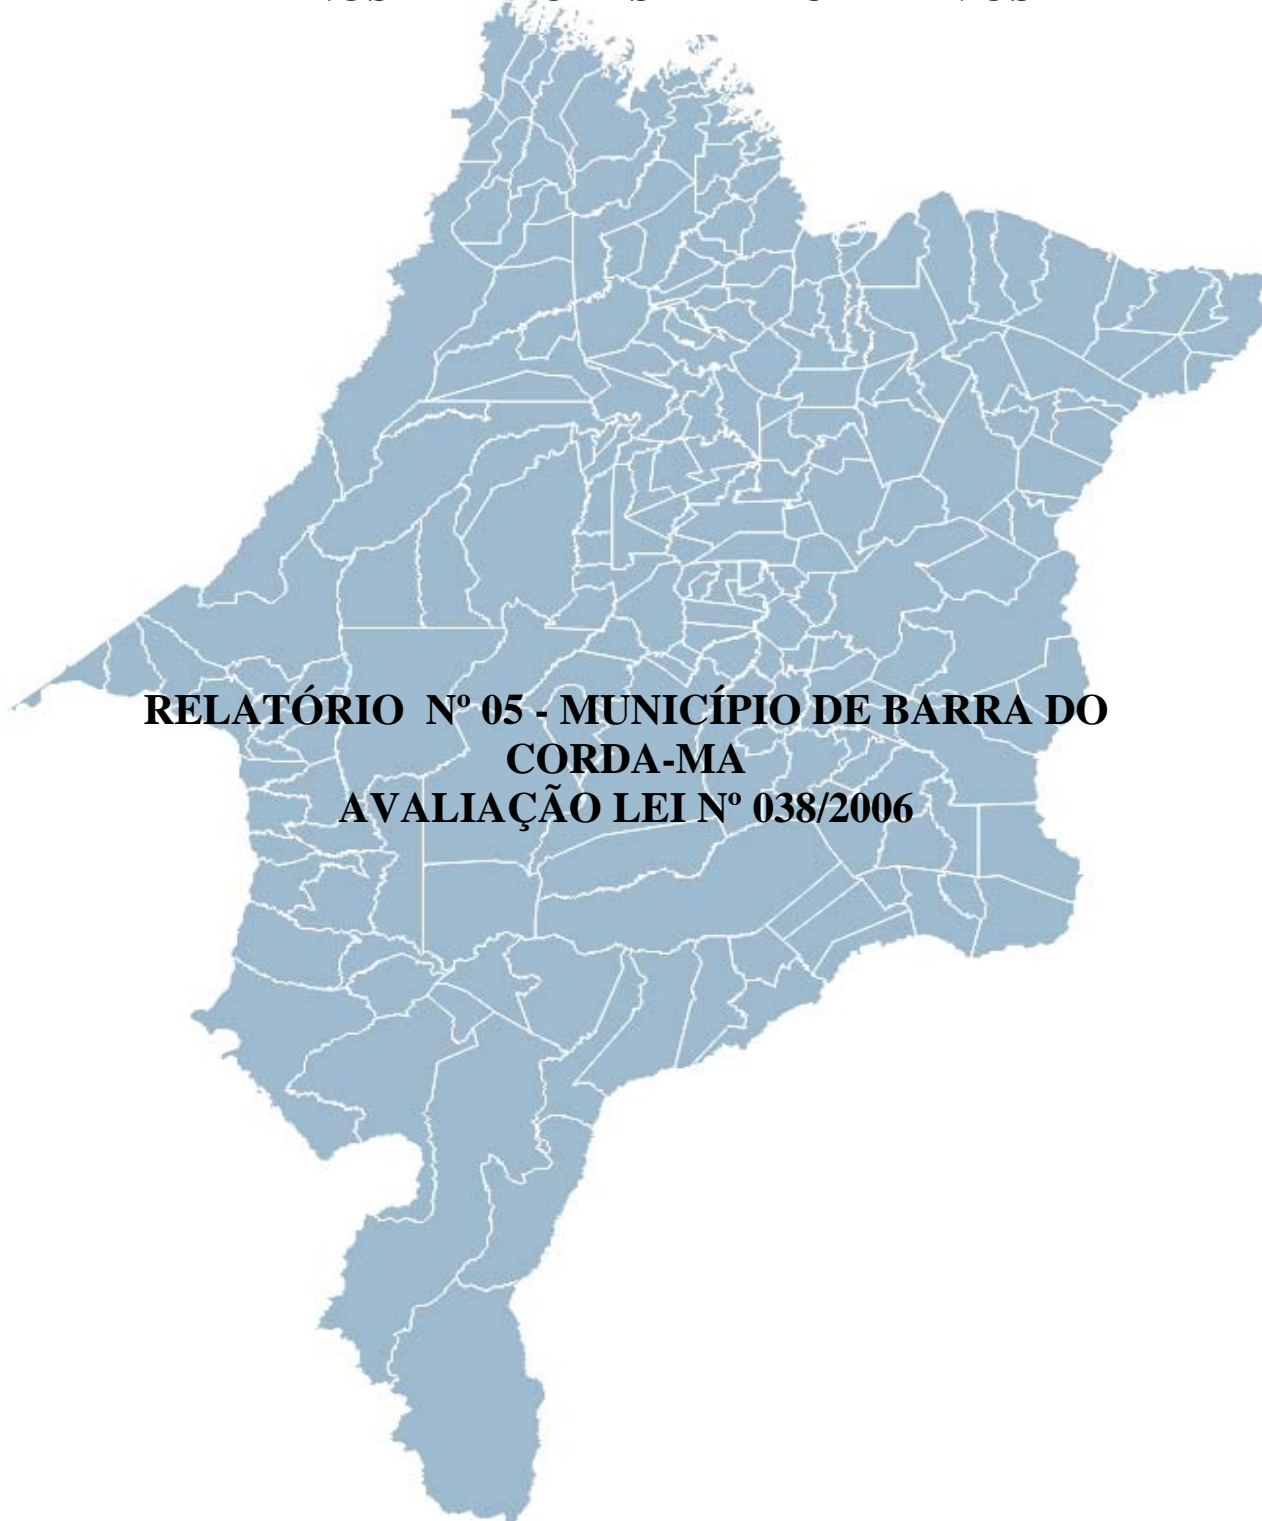 RELATÓRIO Nº 05 - MUNICÍPIO DE BARRA DO
CORDA-MA
AVALIAÇÃO LEI Nº 038/2006